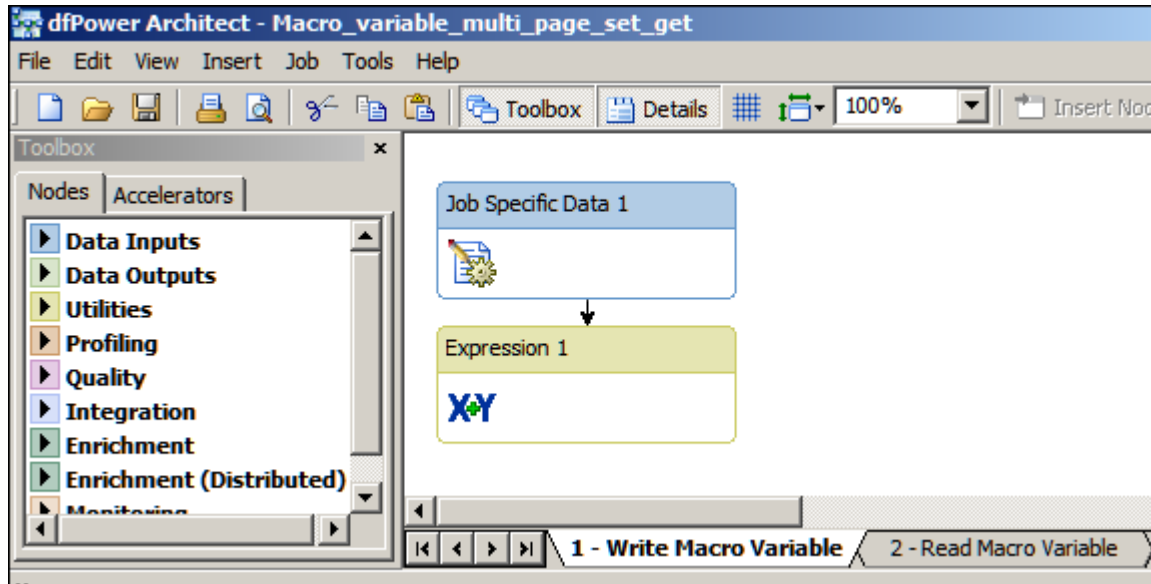 dfPower Architect - Macro_variable_multi_page_set_get
File Edit View Insert Job Tools Help
Toolbox Details 100% Insert
Toolbox
Nodes Accelerators
Data Inputs
Data Outputs
Utilities
Profiling
Quality
Integration
Enrichment
Enrichment (Distributed)
Monitoring
Job Specific Data 1
Expression 1
X+Y
1 - Write Macro Variable 2 - Read Macro Variable